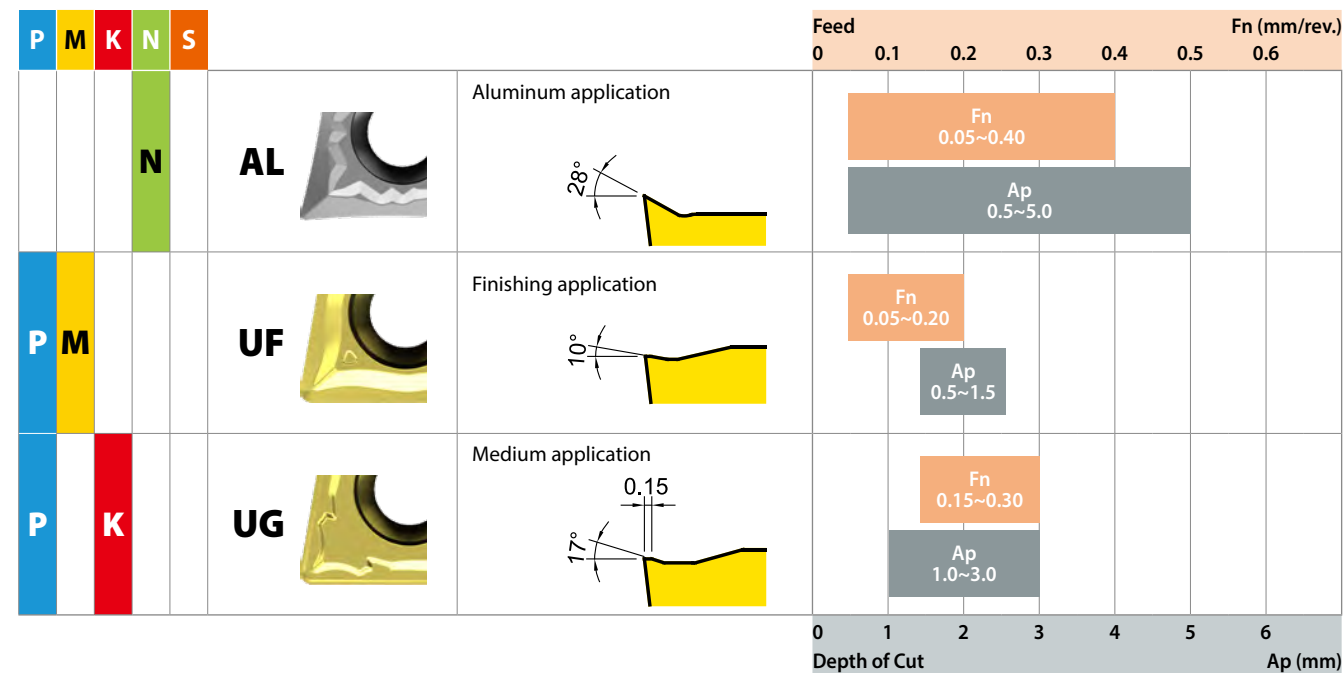 P M K N S
Feed Fn (mm/rev.)
0 0.1 0.2 0.3 0.4 0.5 0.6
N
AL
Aluminum application
28°
Fn
0.05~0.40
Ap
0.5~5.0
P M
UF
Finishing application
10°
Fn
0.05~0.20
Ap
0.5~1.5
P K
UG
Medium application
0.15
17°
Fn
0.15~0.30
Ap
1.0~3.0
0 1 2 3 4 5 6
Depth of Cut Ap (mm)